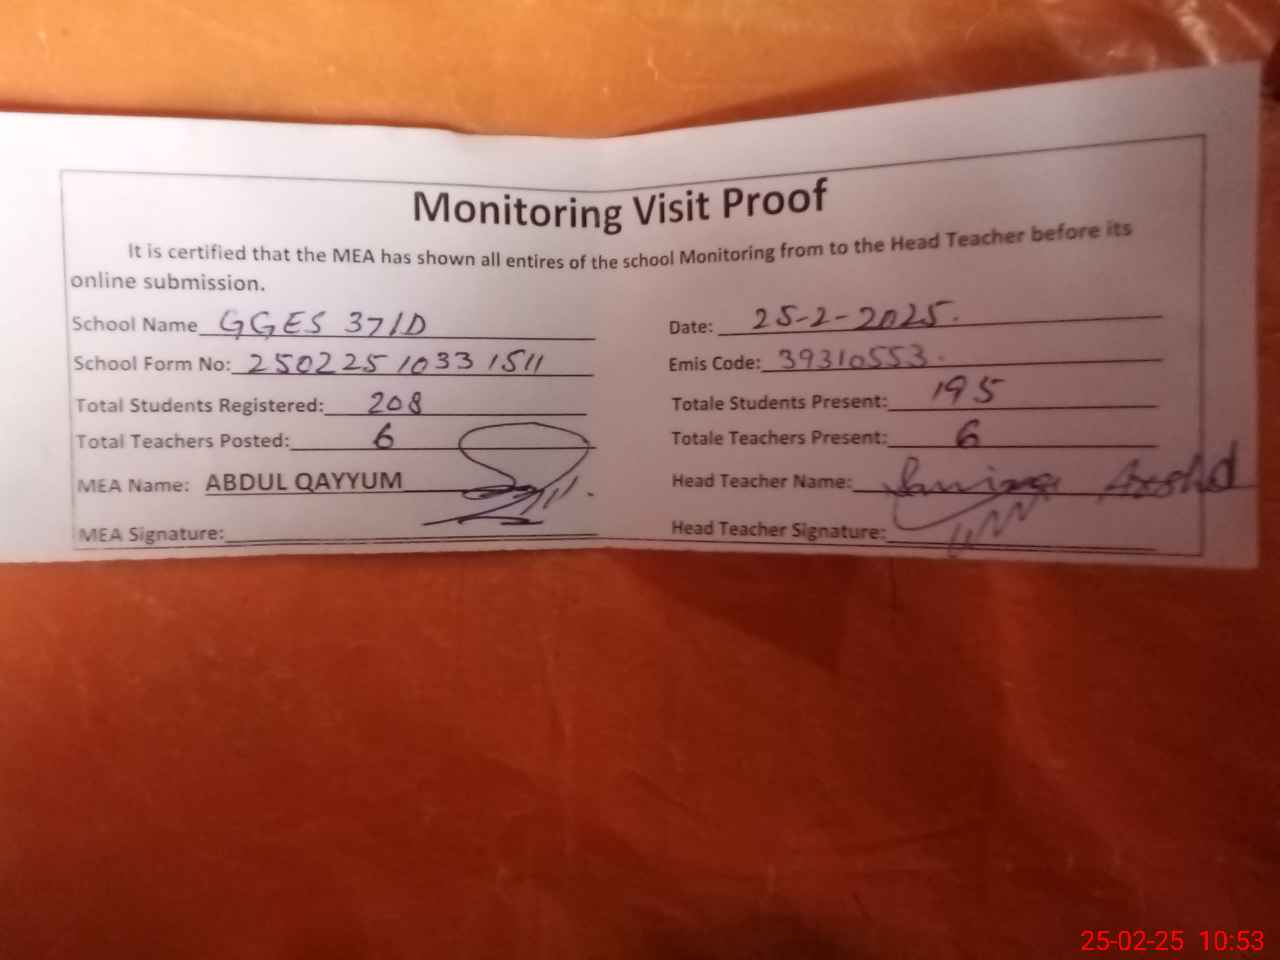 Monitoring Visit Proof
It is certified that the MEA has shown all entires of the school Monitoring from to the Head Teacher before its
online submission.
School Name GGES 371D Date: 25-2-2025.
School Form No: 250225 1033 1511 Emis Code: 39310553.
Total Students Registered: 208 Totale Students Present: 195
Total Teachers Posted: 6 Totale Teachers Present: 6
MEA Name: ABDUL QAYYUM Head Teacher Name: Arshd
MEA Signature: Head Teacher Signature:
25-02-25 10:53